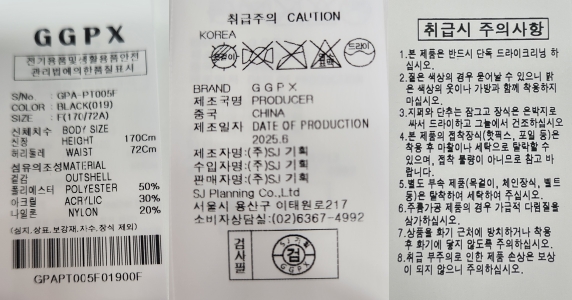 GGPX
전기용품및생활용품안전
관리법에의한품질표시
S/No : GPA-PT005F
COLOR : BLACK(019)
SIZE : F(170/72A)
신체치수 BODY SIZE
신장 HEIGHT 170Cm
허리둘레 WAIST 72Cm
섬유의조성MATERIAL
겉감 OUTSHELL
폴리에스터 POLYESTER 50%
아크릴 ACRYLIC 30%
나일론 NYLON 20%
(심지,상표,보강재,자수,장식 제외)
GPAPT005F01900F
취급주의 CAUTION
KOREA
드라이
BRAND GGPX
제조국명 PRODUCER
중국 CHINA
제조일자 DATE OF PRODUCTION
2025.6
제조자명:(주)SJ 기획
수입자명:(주)SJ 기획
판매자명:(주)SJ 기획
SJ Planning Co.,Ltd
서울시 용산구 이태원로217
소비자상담실:(02)6367-4992
검사필
SJ기획
검
GGPX
취급시 주의사항
1.본 제품은 반드시 단독 드라이크리닝 하
십시오.
2.짙은 색상의 경우 묻어날 수 있으니 밝
은 색상의 옷이나 가방과 함께 착용하지
마십시오.
3.지퍼와 단추는 잠그고 장식은 은박지로
싸서 드라이하고 그늘에서 건조하십시오
4.본 제품의 접착장식(핫픽스, 포일 등)은
착용 후 마찰이나 세탁으로 탈락할 수
있으며, 접착 불량이 아니므로 참고 바
랍니다.
5.별도 부속 제품(목걸이, 체인장식, 벨트
등)은 탈착하여 세탁하여 주십시오.
6.주름가공 제품의 경우 가급적 다림질을
삼가하십시오.
7.상품을 화기 근처에 방치하거나 착용
후 화기에 닿지 않도록 주의하십시오.
8.취급 부주의로 인한 제품 손상은 보상
이 되지 않으니 주의하십시오.